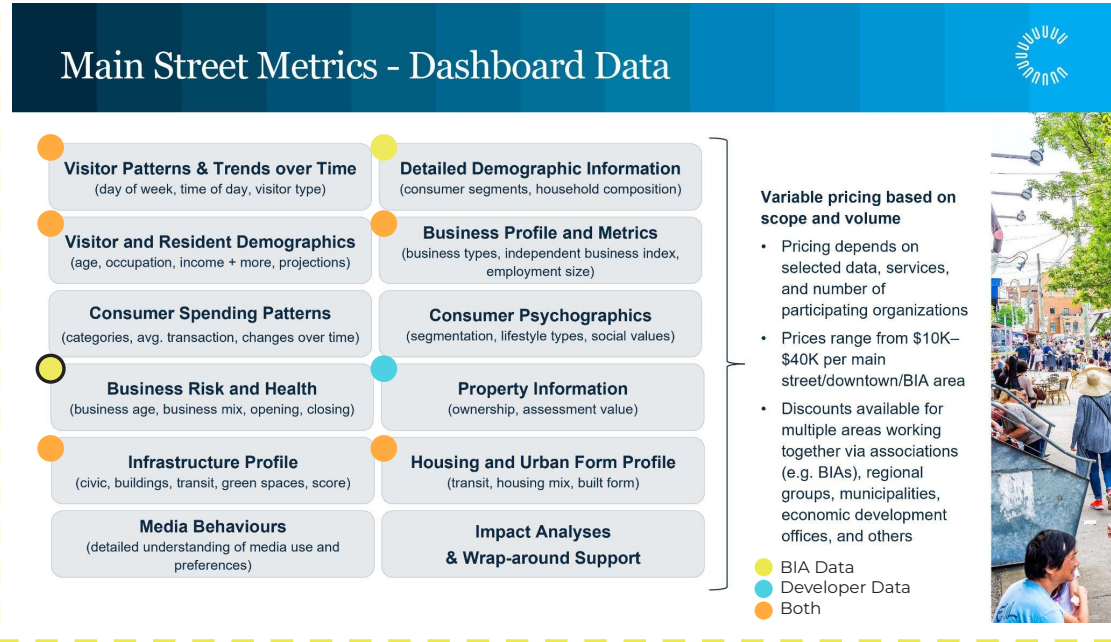 Main Street Metrics - Dashboard Data
Visitor Patterns & Trends over Time
(day of week, time of day, visitor type)
Detailed Demographic Information
(consumer segments, household composition)
Visitor and Resident Demographics
(age, occupation, income + more, projections)
Business Profile and Metrics
(business types, independent business index,
employment size)
Consumer Spending Patterns
(categories, avg. transaction, changes over time)
Consumer Psychographics
(segmentation, lifestyle types, social values)
Business Risk and Health
(business age, business mix, opening, closing)
Property Information
(ownership, assessment value)
Infrastructure Profile
(civic, buildings, transit, green spaces, score)
Housing and Urban Form Profile
(transit, housing mix, built form)
Media Behaviours
(detailed understanding of media use and
preferences)
Impact Analyses
& Wrap-around Support
Variable pricing based on
scope and volume
• Pricing depends on
selected data, services,
and number of
participating organizations
• Prices range from $10K–
$40K per main
street/downtown/BIA area
• Discounts available for
multiple areas working
together via associations
(e.g. BIAs), regional
groups, municipalities,
economic development
offices, and others
BIA Data
Developer Data
Both